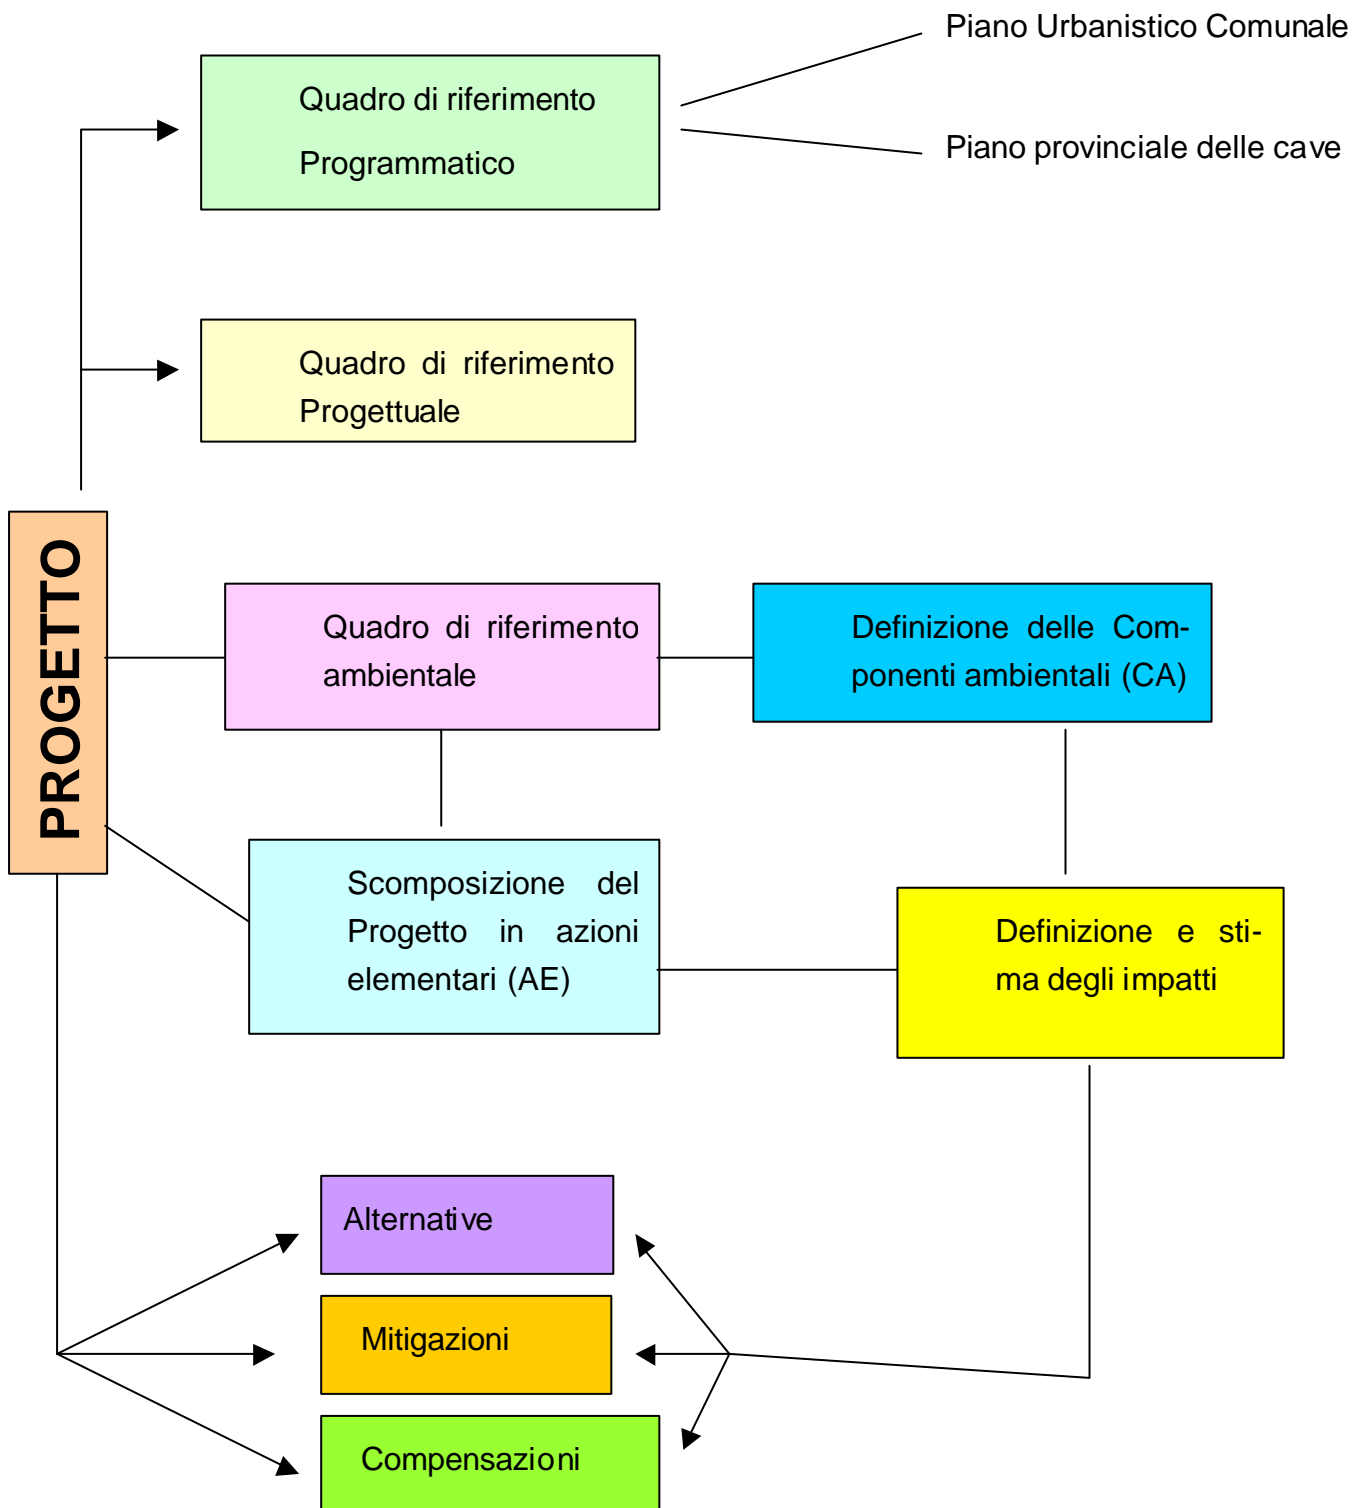 Piano Urbanistico Comunale
Quadro di riferimento
Programmatico
Piano provinciale delle cave
Quadro di riferimento
Progettuale
PROGETTO
Quadro di riferimento
ambientale
Definizione delle Com-
ponenti ambientali (CA)
Scomposizione del
Progetto in azioni
elementari (AE)
Definizione e sti-
ma degli impatti
Alternative
Mitigazioni
Compensazioni